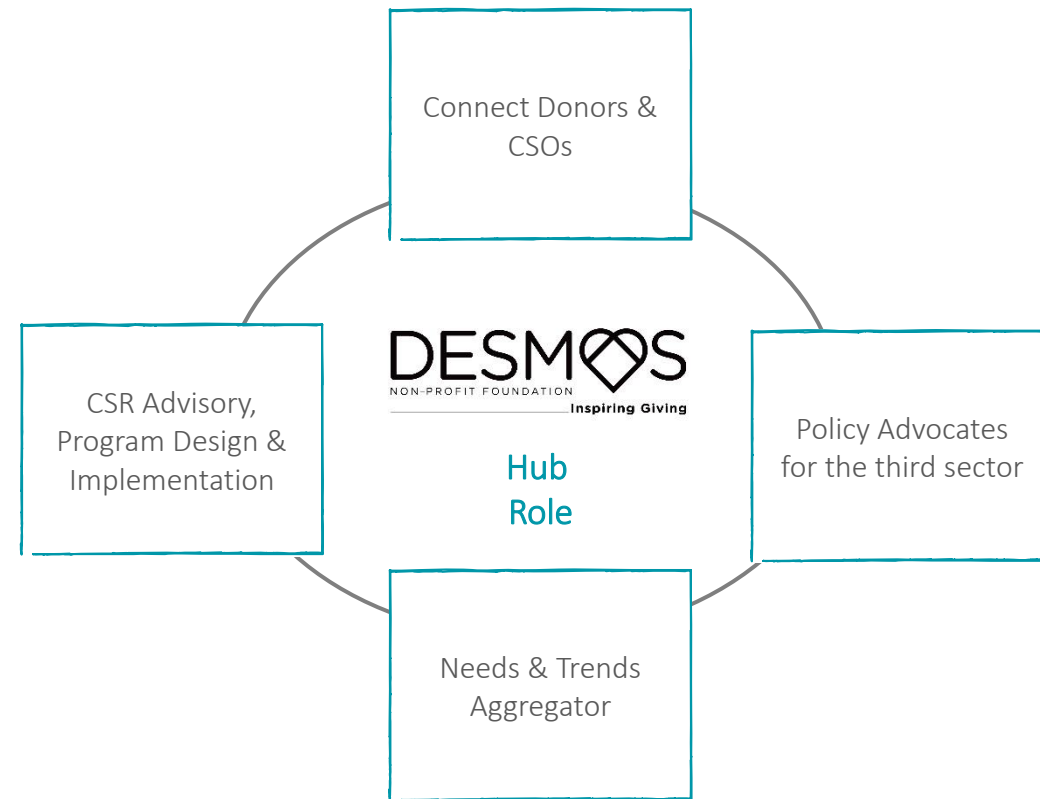 Connect Donors &
CSOs
CSR Advisory,
Program Design &
Implementation
DESMOS
NON-PROFIT FOUNDATION
Inspiring Giving
Hub
Role
Policy Advocates
for the third sector
Needs & Trends
Aggregator